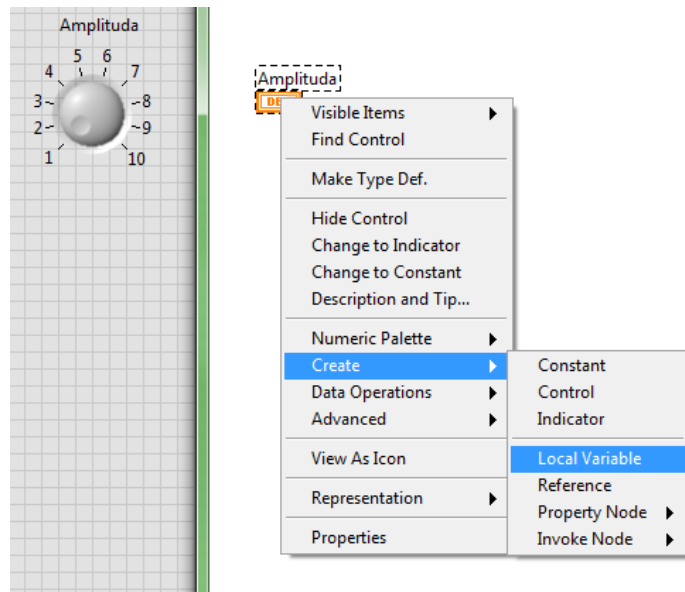 Amplituda
5 6
4 7
3 8
2 9
1 10
Amplituda
Visible Items
Find Control
Make Type Def.
Hide Control
Change to Indicator
Change to Constant
Description and Tip...
Numeric Palette
Create
Data Operations
Advanced
View As Icon
Representation
Properties
Constant
Control
Indicator
Local Variable
Reference
Property Node
Invoke Node